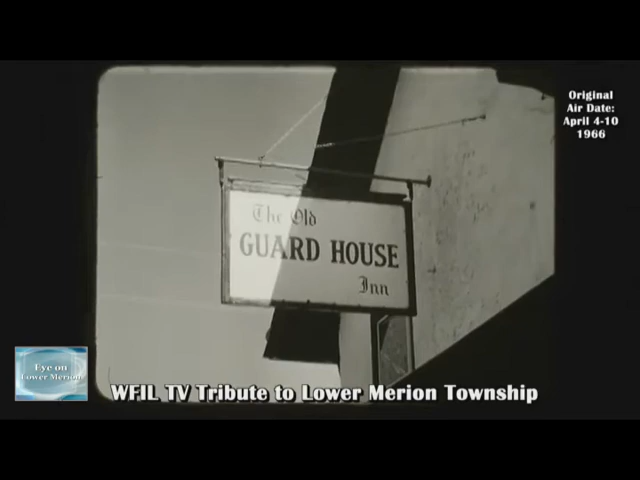 Original
Air Date:
April 4-10
1966
The Old
GUARD HOUSE
Inn
Eye on
Lower Merion
WFIL TV Tribute to Lower Merion Township